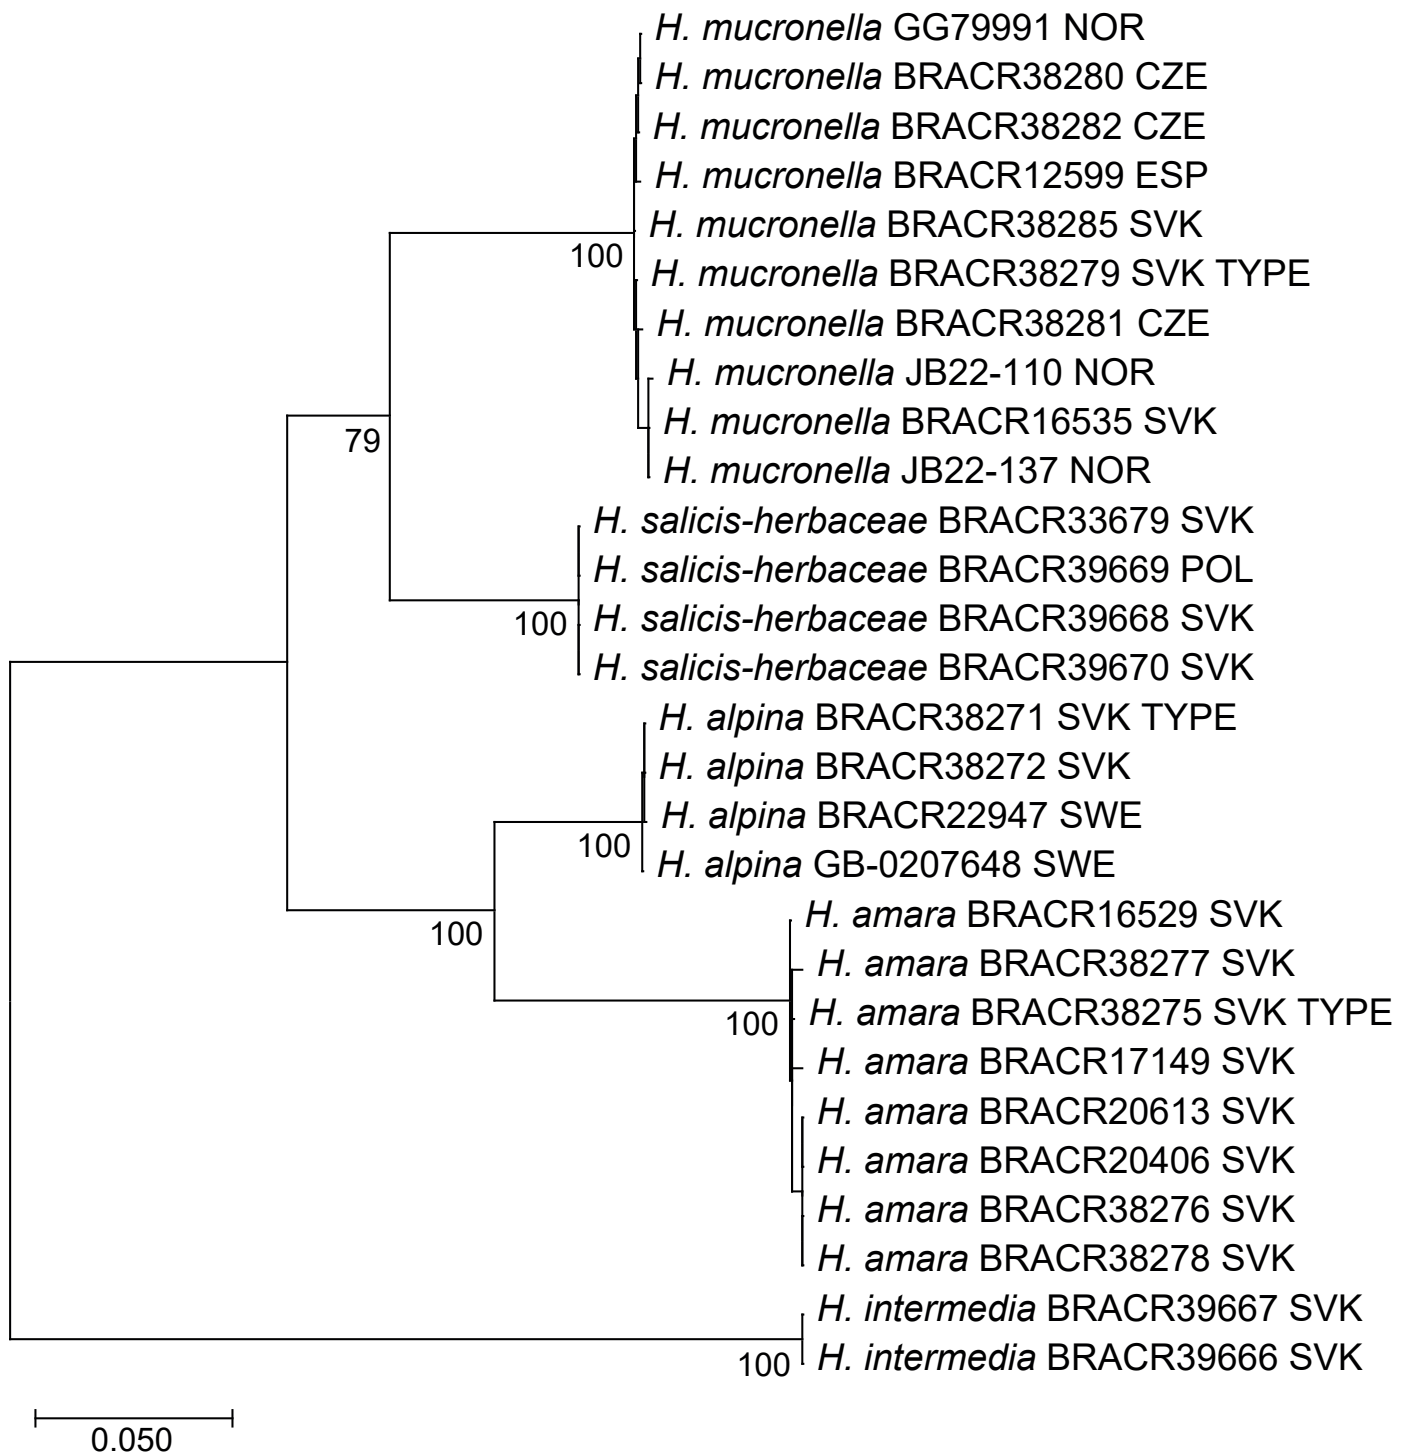 H. mucronella GG79991 NOR
H. mucronella BRACR38280 CZE
H. mucronella BRACR38282 CZE
H. mucronella BRACR12599 ESP
H. mucronella BRACR38285 SVK
100
H. mucronella BRACR38279 SVK TYPE
H. mucronella BRACR38281 CZE
H. mucronella JB22-110 NOR
H. mucronella BRACR16535 SVK
79
H. mucronella JB22-137 NOR
H. salicis-herbaceae BRACR33679 SVK
H. salicis-herbaceae BRACR39669 POL
H. salicis-herbaceae BRACR39668 SVK
100
H. salicis-herbaceae BRACR39670 SVK
H. alpina BRACR38271 SVK TYPE
H. alpina BRACR38272 SVK
H. alpina BRACR22947 SWE
100
H. alpina GB-0207648 SWE
H. amara BRACR16529 SVK
100
H. amara BRACR38277 SVK
H. amara BRACR38275 SVK TYPE
100
H. amara BRACR17149 SVK
H. amara BRACR20613 SVK
H. amara BRACR20406 SVK
H. amara BRACR38276 SVK
H. amara BRACR38278 SVK
H. intermedia BRACR39667 SVK
H. intermedia BRACR39666 SVK
100
0.050